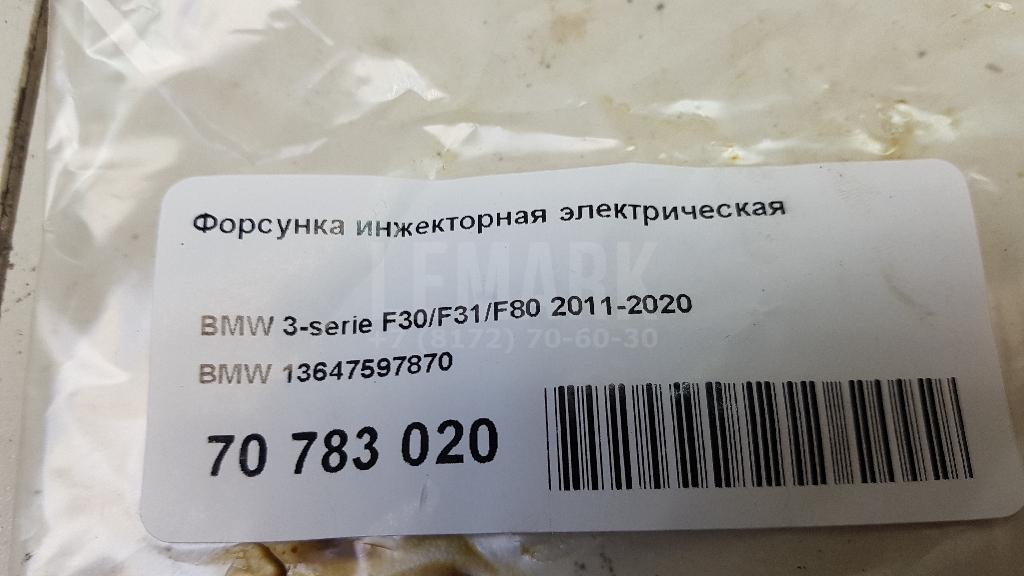 Форсунка инжекторная электрическая
EMARK
BMW 3-serie F30/F31/F80 2011-2020
+7 (8172) 70-60-30
BMW 13647597870
70 783 020